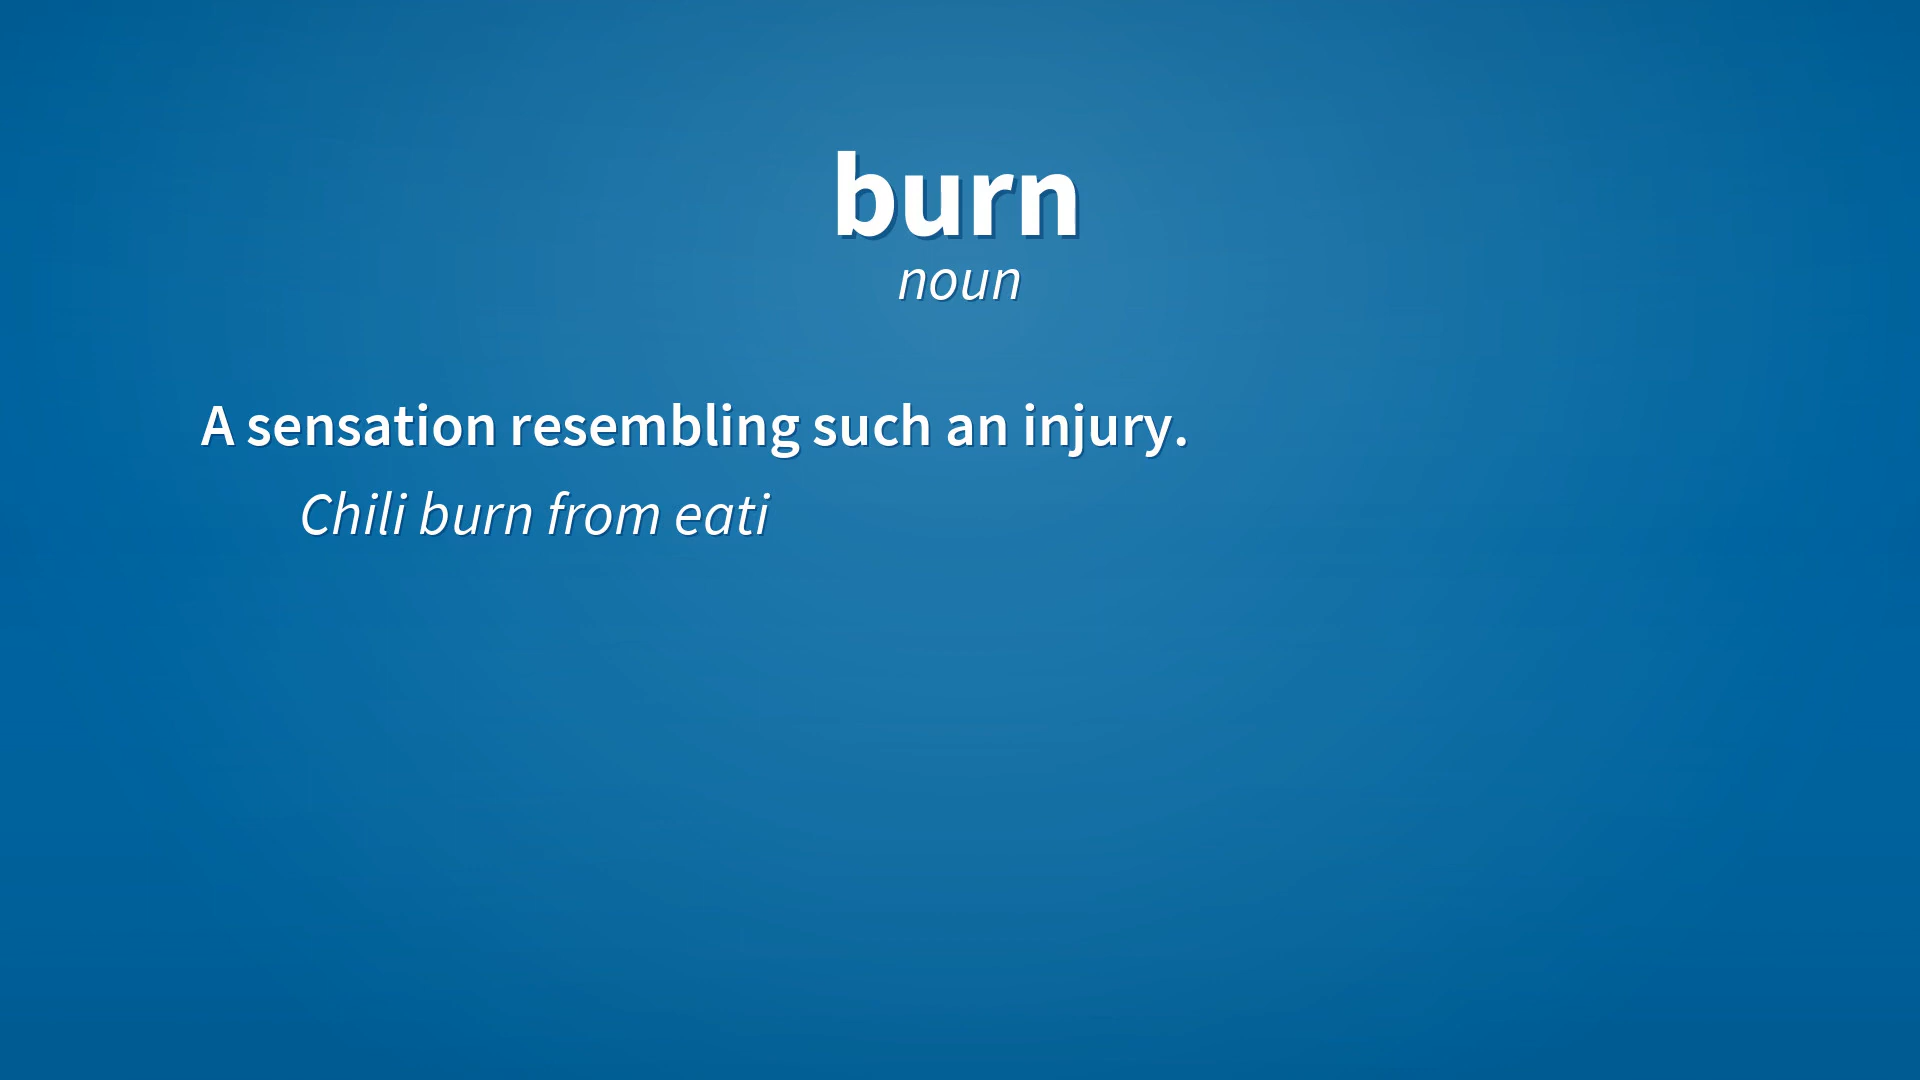 burn
noun
A sensation resembling such an injury.
Chili burn from eati